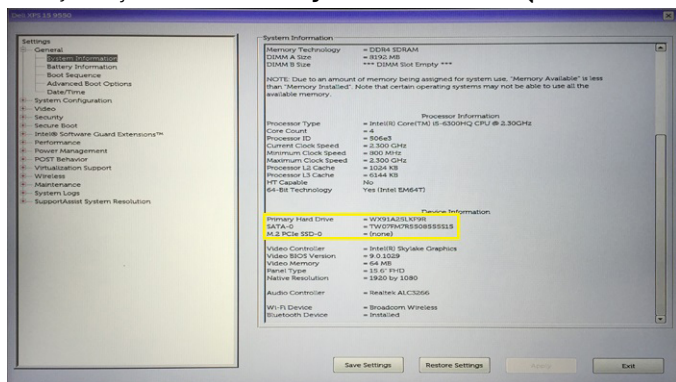 Dell XPS 15 9550
Settings
General
System Information
Battery Information
Boot Sequence
Advanced Boot Options
Date/Time
System Configuration
Video
Security
Secure Boot
Intel® Software Guard Extensions™
Performance
Power Management
POST Behavior
Virtualization Support
Wireless
Maintenance
System Logs
SupportAssist System Resolution
System Information
Memory Technology = DDR4 SDRAM
DIMM A Size = 8192 MB
DIMM B Size *** DIMM Slot Empty ***
NOTE: Due to an amount of memory being assigned for system use, "Memory Available" is less
than "Memory Installed". Note that certain operating systems may not be able to use all the
available memory.
Processor Information
Processor Type = Intel(R) Core(TM) i5-6300HQ CPU @ 2.30GHz
Core Count = 4
Processor ID = 506e3
Current Clock Speed = 2.300 GHz
Minimum Clock Speed = 800 MHz
Maximum Clock Speed = 2.300 GHz
Processor L2 Cache = 1024 KB
Processor L3 Cache = 6144 KB
HT Capable No
64-Bit Technology Yes (Intel EM64T)
Device Information
Primary Hard Drive = WX91A25LKP9R
SATA-0
M.2 PCIe SSD-0 = (none)
Video Controller = Intel(R) Skylake Graphics
Video BIOS Version = 9.0.1029
Video Memory = 64 MB
Panel Type = 15.6" FHD
Native Resolution = 1920 by 1080
Audio Controller = Realtek ALC3266
Wi-Fi Device = Broadcom Wireless
Bluetooth Device = Installed
Save Settings
Restore Settings
Apply
Exit